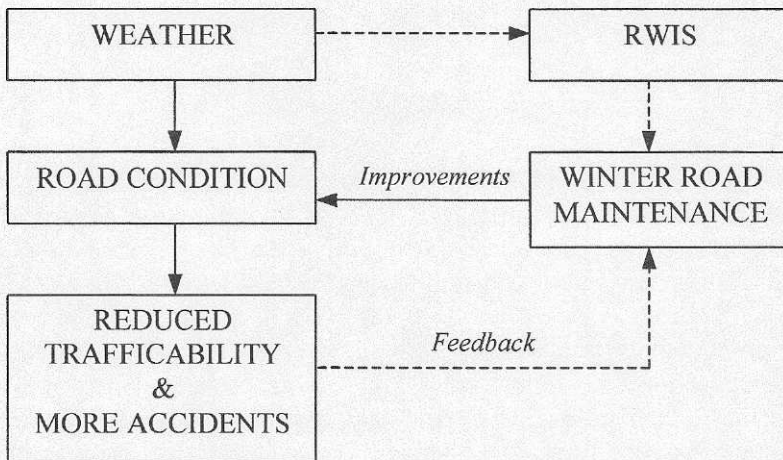 WEATHER
RWIS
ROAD CONDITION
Improvements
WINTER ROAD
MAINTENANCE
REDUCED
TRAFFICABILITY
&
MORE ACCIDENTS
Feedback